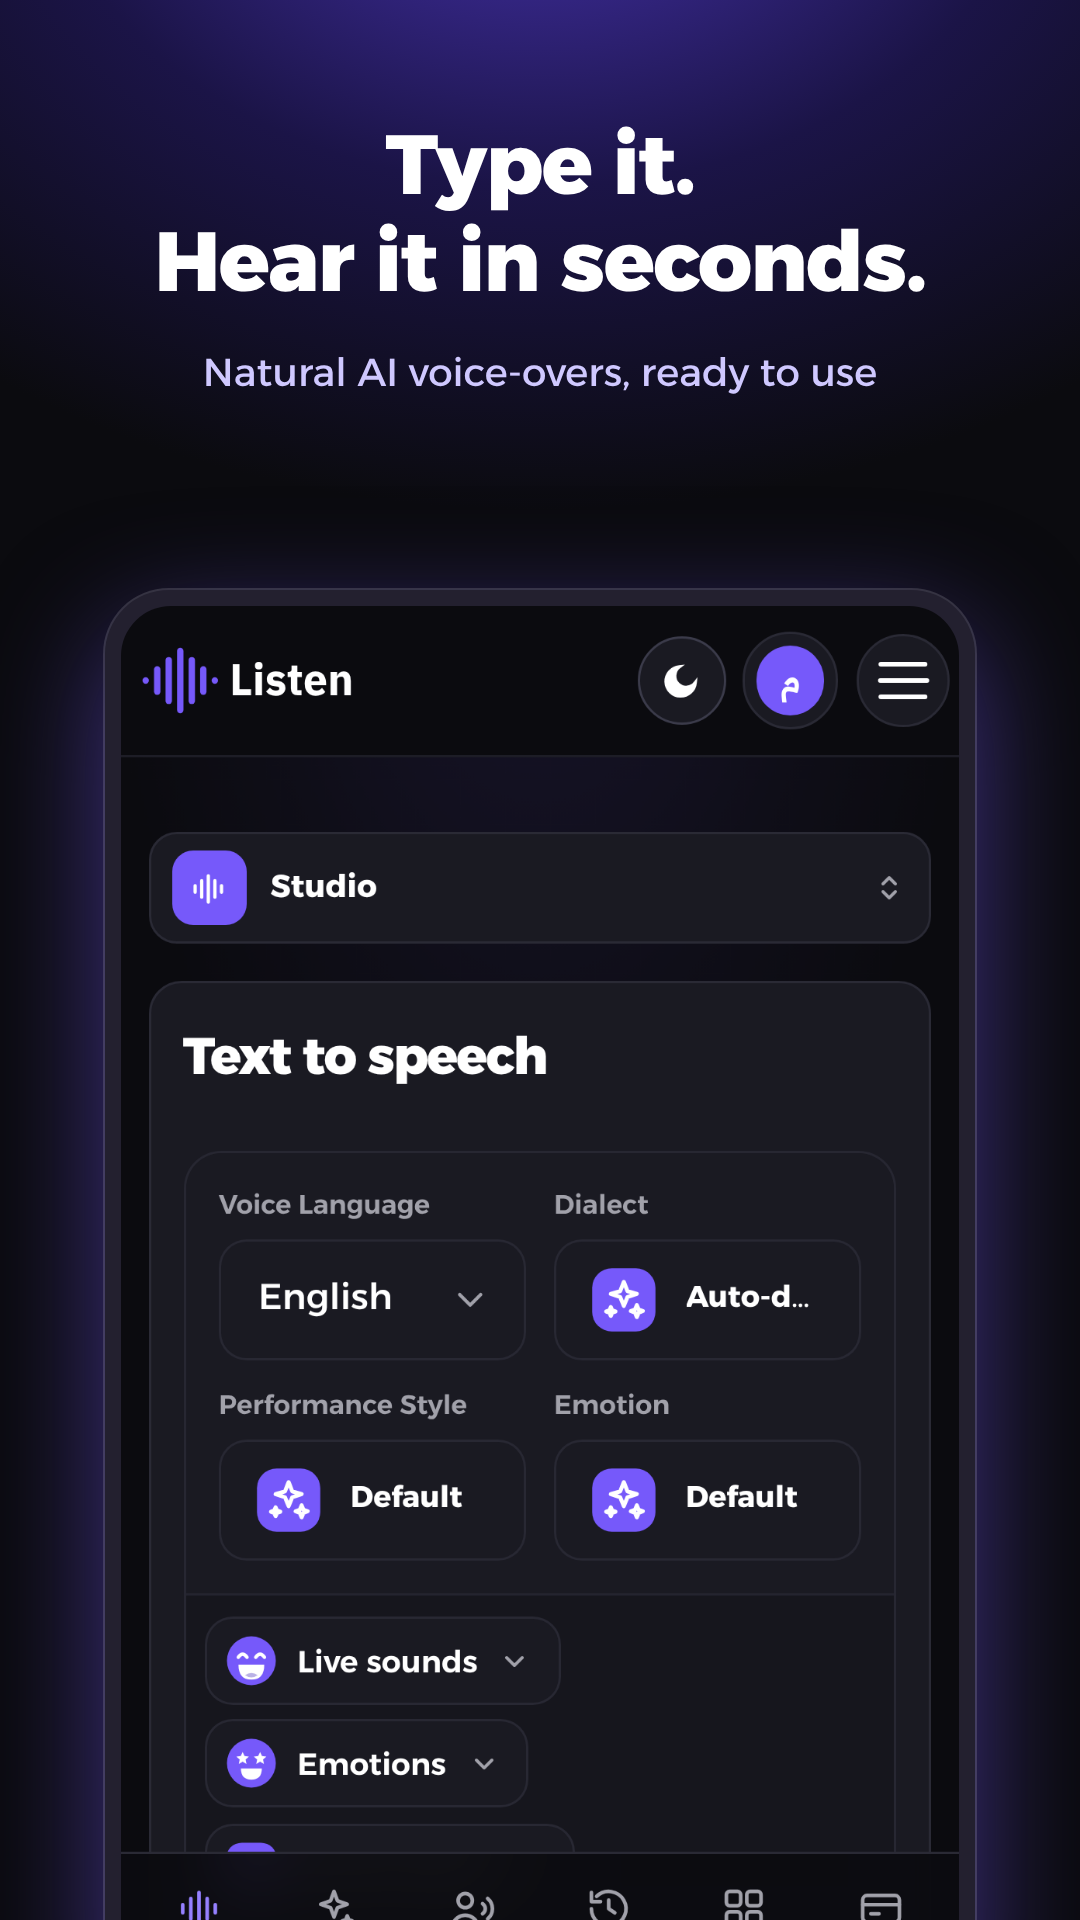 Type it.
Hear it in seconds.
Natural AI voice-overs, ready to use
Listen
م
Studio
Text to speech
Voice Language
Dialect
English
Auto-d...
Performance Style
Emotion
Default
Default
Live sounds
Emotions